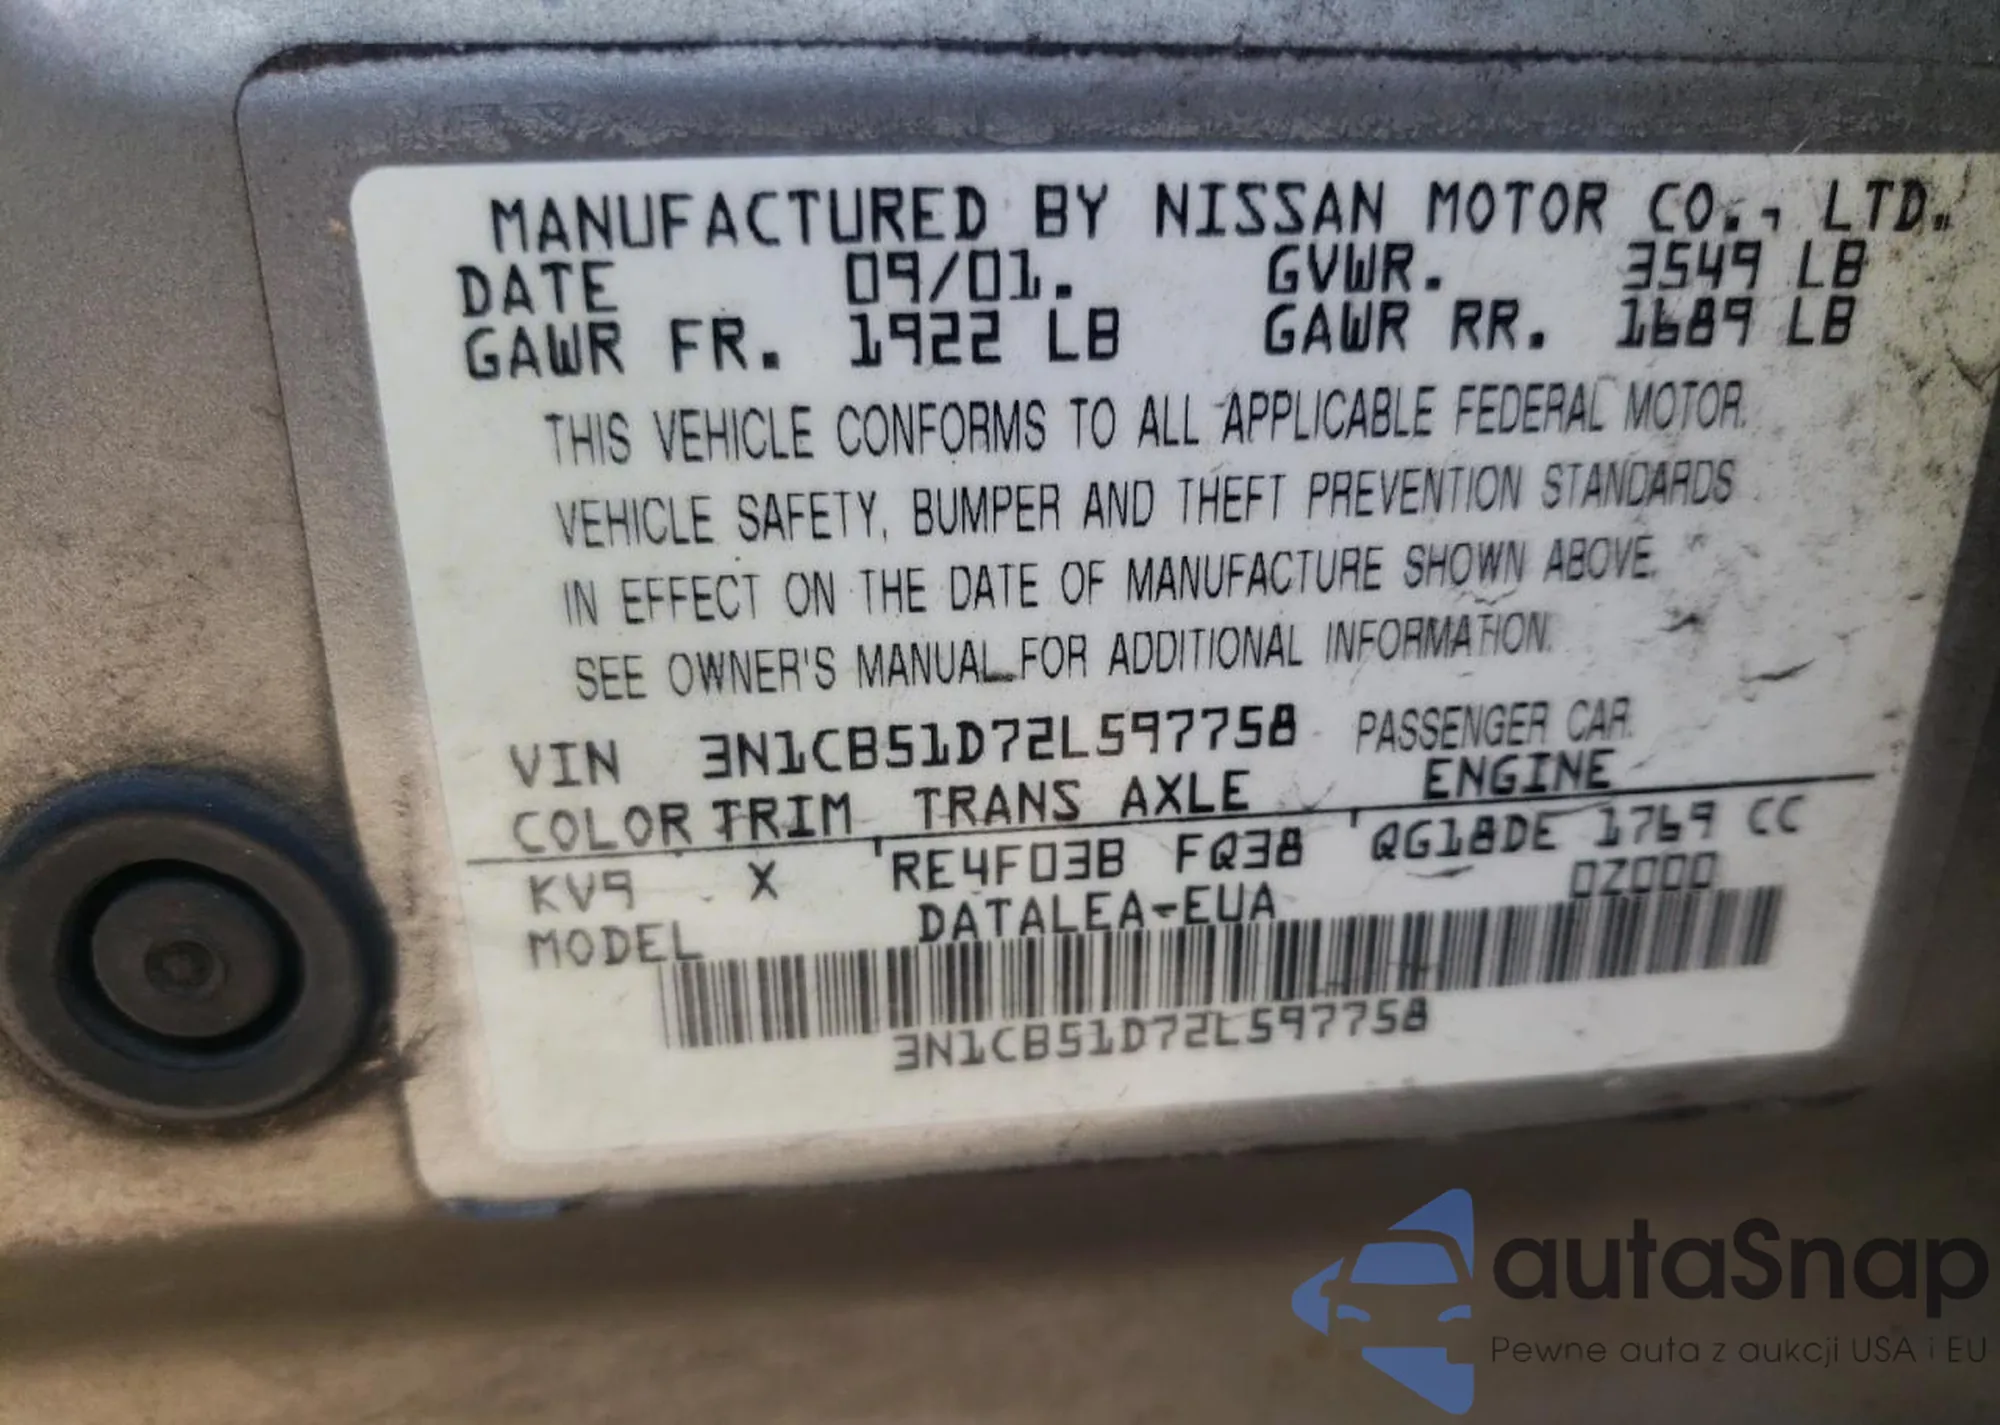 MANUFACTURED BY NISSAN MOTOR CO., LTD.
DATE 09/01. GVWR. 3549 LB
GAWR FR. 1922 LB GAWR RR. 1689 LB
THIS VEHICLE CONFORMS TO ALL APPLICABLE FEDERAL MOTOR
VEHICLE SAFETY, BUMPER AND THEFT PREVENTION STANDARDS
IN EFFECT ON THE DATE OF MANUFACTURE SHOWN ABOVE.
SEE OWNER'S MANUAL FOR ADDITIONAL INFORMATION.
VIN 3N1CB51D72L597758 PASSENGER CAR.
COLOR TRIM TRANS AXLE ENGINE
KV9 X RE4F03B FQ38 QG18DE 1769 CC
MODEL DATALEA-EUA 0Z000
3N1CB51D72L597758
autaSnap
Pewne auta z aukcji USA i EU